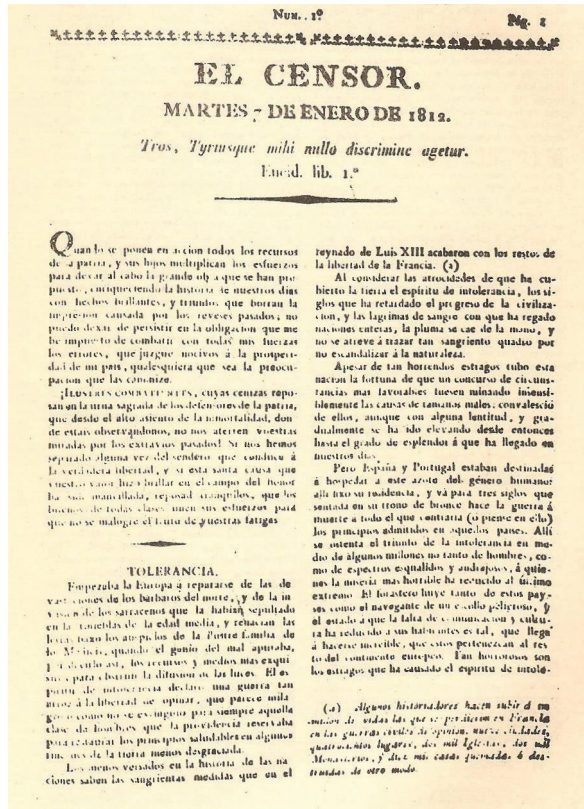 Num. 1º
Pág. 1
EL CENSOR.
MARTES 7 DE ENERO DE 1812.
Tros, Tyriusque mihi nullo discrimine agetur.
Eneid. lib. 1.º
Quando se ponen en accion todos los recursos
de la patria, y sus hijos multiplican los esfuerzos
para llevar al cabo la grande obra que se han pro-
puesto, enriqueciendo la historia de nuestros dias
con hechos brillantes, y triunfos que borran la
impresion causada por los reveses pasados; no
puedo dexar de persistir en la obligacion que me
he impuesto de combatir con todas mis fuerzas
los errores, que juzgue nocivos á la prosperi-
dad de mi pais, qualesquiera que sea la preocu-
pacion que las canonize.
¡ILUSTRES COMBATIENTES, cuyas cenizas repo-
san en la urna sagrada de los defensores de la patria,
que desde el alto asiento de la inmortalidad, don-
de estais observandonos, no nos aterren vuestras
miradas por los extravios pasados! Si nos hemos
separado alguna vez del sendero que conduce á
la verdadera libertad, y si esta santa causa que
vuestro valor hizo brillar en el campo del honor
ha sido mancillada, reposad tranquilos, que los
buenos de todas clases unen sus esfuerzos para
que no se malogre el fruto de vuestras fatigas
TOLERANCIA.
Empezaba la Europa á repararse de las de-
vastaciones de los bárbaros del norte, y de la in-
vasion de los sarracenos que la habian sepultado
en las tinieblas de la edad media, y renacian las
letras baxo los auspicios de la ilustre familia de
los Medicis, quando el genio del mal apuraba,
los recursos y medios mas exqui-
sitos para obstruir la difusion de las luces. El es-
píritu de intolerancia declaró una guerra tan
á la libertad de opinar, que parece mila-
gro como no se extinguió para siempre aquella
clase de hombres que la providencia reservaba
para restaurar los principios saludables en algunos
rincones de la tierra menos desgraciada.
Los menos versados en la historia de las na-
ciones saben las sangrientas medidas que en el
reynado de Luis XIII acabaron con los restos de
la libertad de la Francia. (a)
Al considerar las atrocidades de que ha cu-
bierto la tierra el espíritu de intolerancia, los si-
glos que ha retardado el progreso de la civiliza-
cion, y las lagrimas de sangre con que ha regado
naciones enteras, la pluma se cae de la mano, y
no se atreve á trazar tan sangriento quadro por
no escandalizar á la naturaleza.
Apesar de tan horrendos estragos tubo esta
nacion la fortuna de que un concurso de circuns-
tancias mas favorables fuesen minando insensi-
blemente las causas de tamaños males: convaleció
de ellos, aunque con alguna lentitud, y gra-
dualmente se ha ido elevando desde entonces
hasta el grado de esplendor á que ha llegado en
nuestros dias.
Pero España y Portugal estaban destinadas
á hospedar á este azote del género humano:
alli fixó su residencia, y vá para tres siglos que
sentada en su trono de bronce hace la guerra á
muerte a todo el que contraria (ó piense en ello)
los principios admitidos en aquellos paises. Allí
se ostenta el triunfo de la intolerancia en me-
dio de algunos millones no tanto de hombres, co-
mo de espectros esqualidos y andrajosos, á quie-
nes la miseria mas horrible ha reducido al último
extremo. El forastero huye tanto de estos pay-
ses como el navegante de un escollo peligroso, y
el estado a que la falta de comunicacion y cultu-
ra ha reducido a sus habitantes es tal, que llega
á hacerse increible, que estos pertenezcan al res-
to del continente europeo. Tan horrorosos son
los estragos que ha causado el espiritu de intole-
(a) Algunos historiadores hacen subir á un
millon de vidas las que se perdieron en Francia
en las guerras civiles de opinion, nueve ciudades,
quatrocientos lugares, dos mil Iglesias, dos mil
Monasterios, y diez mil casas quemadas ó des-
truidas de otro modo.